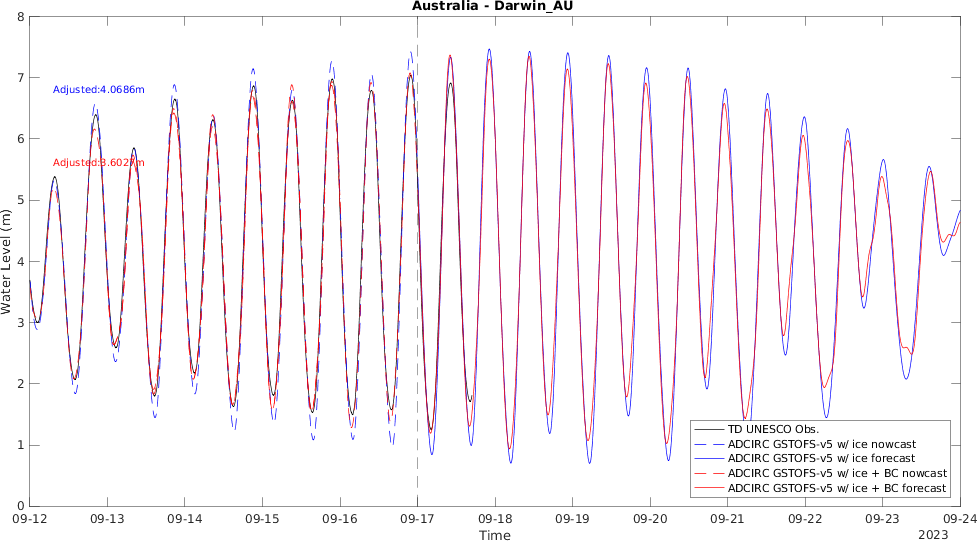 Australia - Darwin_AU
8
7
6
5
4
3
2
1
0
Water Level (m)
Adjusted:4.0686m
Adjusted:3.6027m
TD UNESCO Obs.
ADCIRC GSTOFS-v5 w/ ice nowcast
ADCIRC GSTOFS-v5 w/ ice forecast
ADCIRC GSTOFS-v5 w/ ice + BC nowcast
ADCIRC GSTOFS-v5 w/ ice + BC forecast
09-12 09-13 09-14 09-15 09-16 09-17 09-18 09-19 09-20 09-21 09-22 09-23 09-24
Time
2023